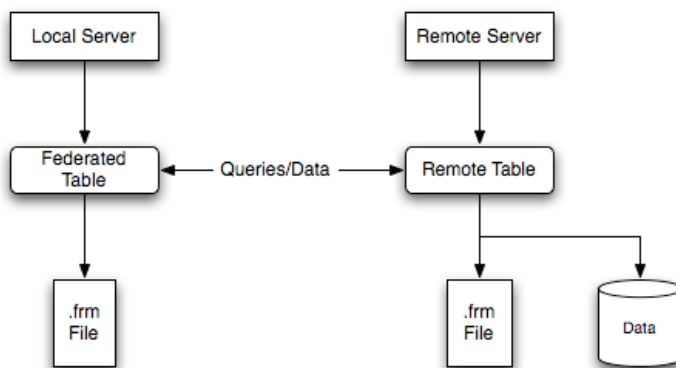 Local Server
Remote Server
Federated
Table
Queries/Data
Remote Table
.frm
File
.frm
File
Data